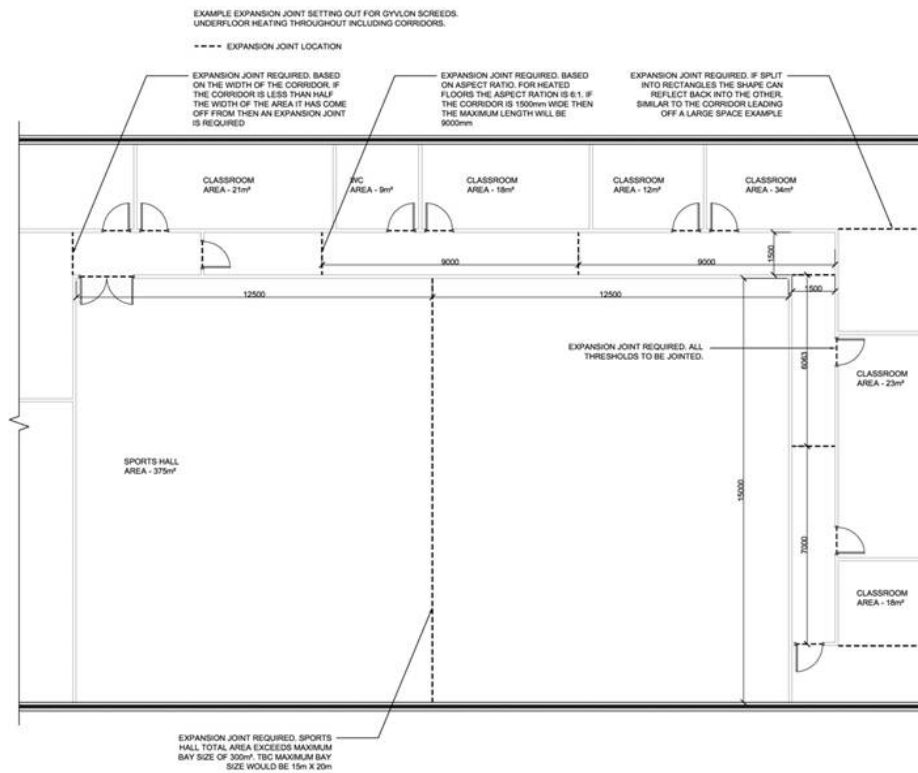 EXAMPLE EXPANSION JOINT SETTING OUT FOR GYVLON SCREEDS.
UNDERFLOOR HEATING THROUGHOUT INCLUDING CORRIDORS.
EXPANSION JOINT LOCATION
EXPANSION JOINT REQUIRED. BASED
ON THE WIDTH OF THE CORRIDOR. IF
THE CORRIDOR IS LESS THAN HALF
THE WIDTH OF THE AREA IT HAS COME
OFF FROM THEN AN EXPANSION JOINT
IS REQUIRED
EXPANSION JOINT REQUIRED. BASED
ON ASPECT RATIO. FOR HEATED
FLOORS THE ASPECT RATION IS 6:1. IF
THE CORRIDOR IS 1500mm WIDE THEN
THE MAXIMUM LENGTH WILL BE
9000mm
EXPANSION JOINT REQUIRED. IF SPLIT
INTO RECTANGLES THE SHAPE CAN
REFLECT BACK INTO THE OTHER.
SIMILAR TO THE CORRIDOR LEADING
OFF A LARGE SPACE EXAMPLE
CLASSROOM
AREA - 21m²
WC
AREA - 9m²
CLASSROOM
AREA - 18m²
CLASSROOM
AREA - 12m²
CLASSROOM
AREA - 34m²
9000
9000
1500
12500
12500
1500
EXPANSION JOINT REQUIRED. ALL
THRESHOLDS TO BE JOINTED.
6063
CLASSROOM
AREA - 23m²
SPORTS HALL
AREA - 375m²
15000
7000
CLASSROOM
AREA - 18m²
EXPANSION JOINT REQUIRED. SPORTS
HALL TOTAL AREA EXCEEDS MAXIMUM
BAY SIZE OF 300m². TBC MAXIMUM BAY
SIZE WOULD BE 15m X 20m